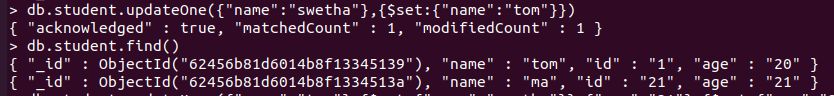 > db.student.updateOne({"name":"swetha"},{$set:{"name":"tom"}})
{ "acknowledged" : true, "matchedCount" : 1, "modifiedCount" : 1 }
> db.student.find()
{ "_id" : ObjectId("62456b81d6014b8f13345139"), "name" : "tom", "id" : "1", "age" : "20" }
{ "_id" : ObjectId("62456b81d6014b8f1334513a"), "name" : "ma", "id" : "21", "age" : "21" }